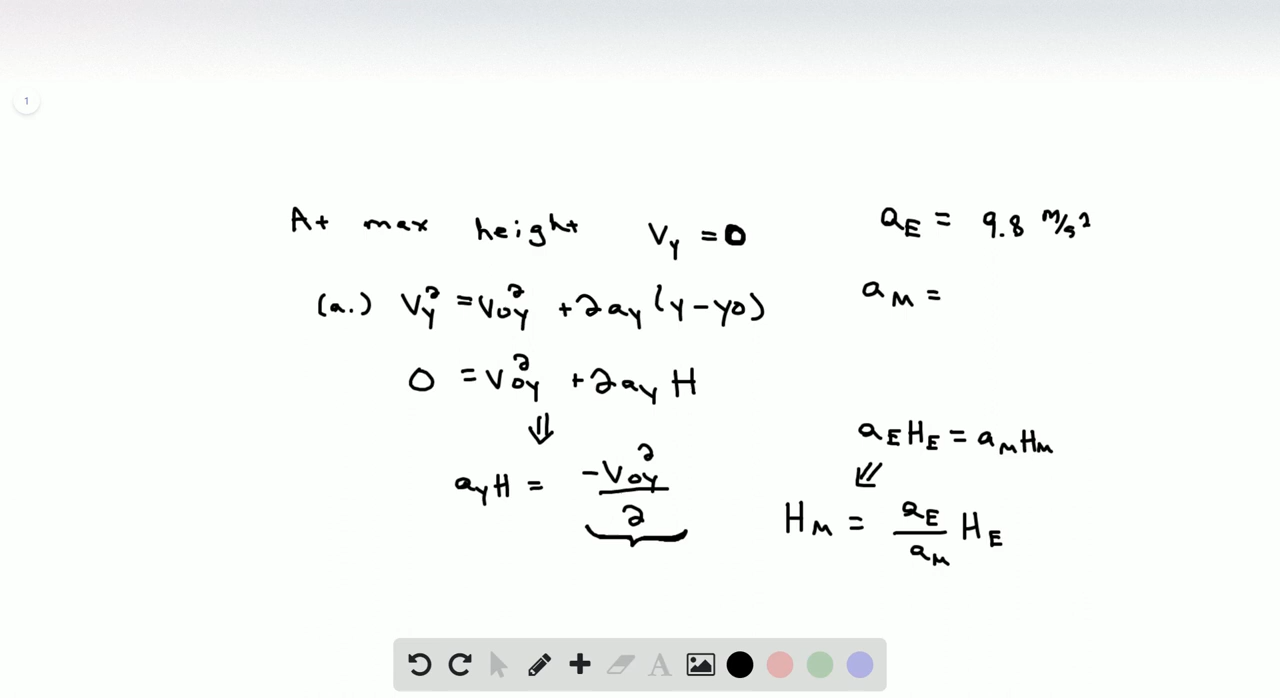 1
At max height Vy = 0
(a.) Vy² = V₀y² + 2ay (y - y0)
0 = V₀y² + 2ay H
⇓
ayH = -V₀y² / 2
aE = 9.8 m/s²
aM =
aEHE = aMHM
⇙
HM = aE / aM HE
A